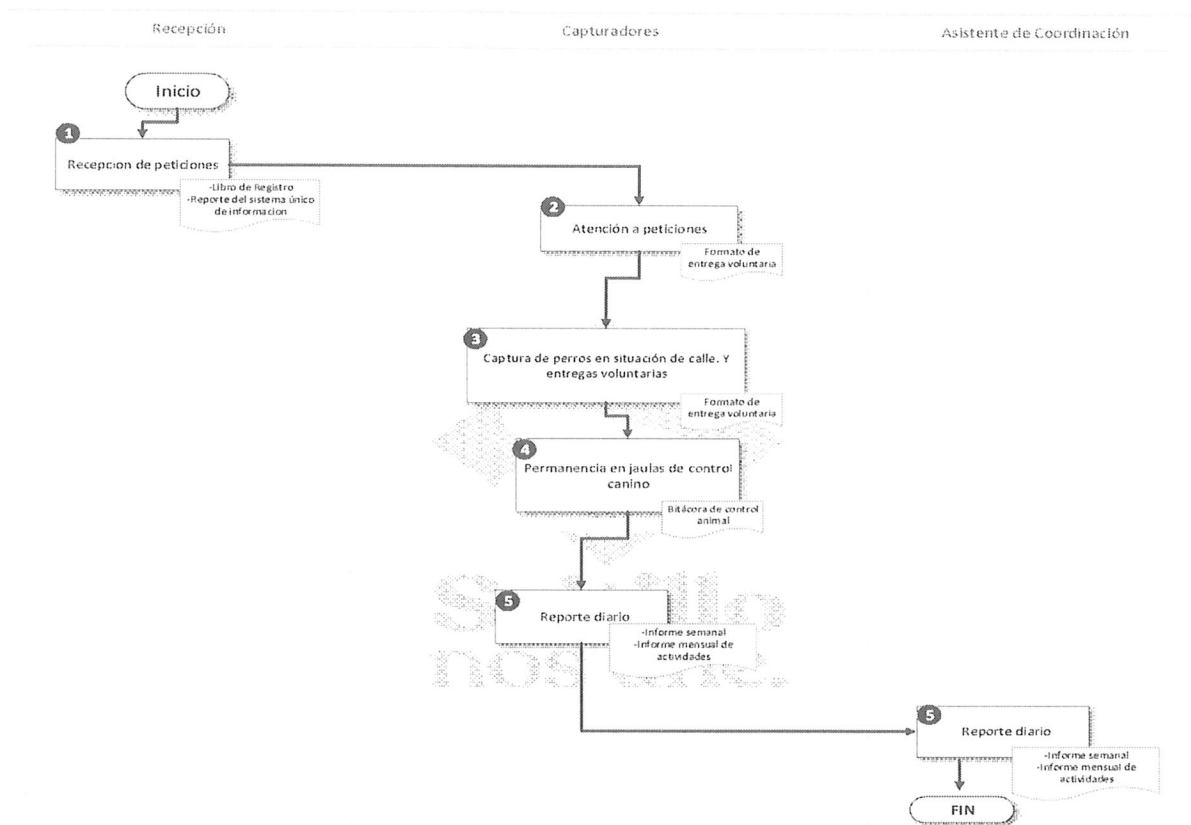 Recepción
Capturadores
Asistente de Coordinación
Inicio
1
Recepcion de peticiones
-Libro de Registro
-Reporte del sistema único
de informacion
2
Atención a peticiones
Formato de
entrega voluntaria
3
Captura de perros en situación de calle. Y
entregas voluntarias
Formato de
entrega voluntaria
4
Permanencia en jaulas de control
canino
Bitácora de control
animal
5
Reporte diario
-Informe semanal
-Informe mensual de
actividades
nos
5
Reporte diario
-Informe semanal
-Informe mensual de
actividades
FIN